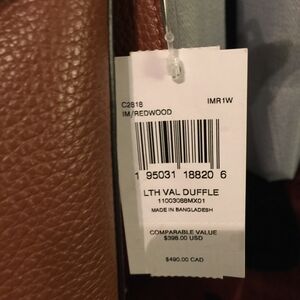 C2818 IMR1W
IM/REDWOOD
1 95031 18820 6
LTH VAL DUFFLE
11003088MX01
MADE IN BANGLADESH
COMPARABLE VALUE
$398.00 USD
$490.00 CAD